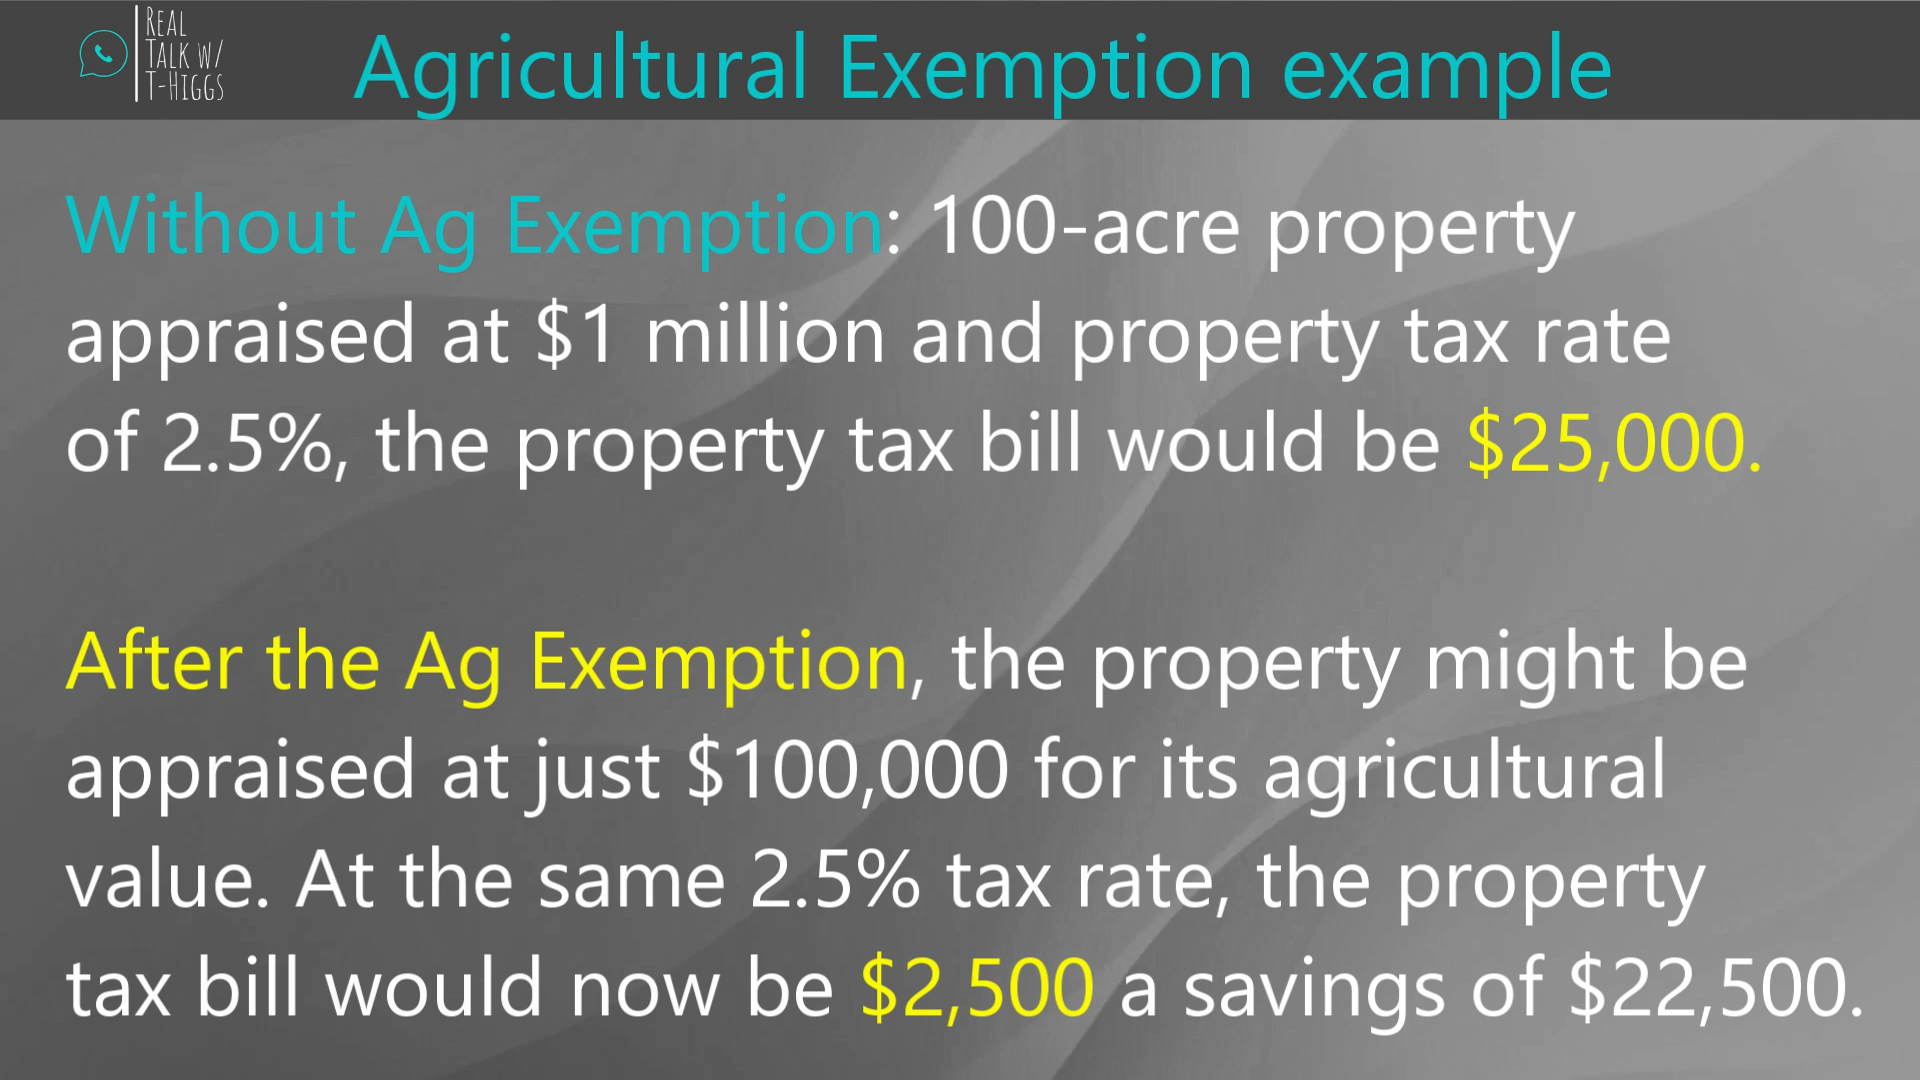 REAL
TALK W/
T-HIGGS
Agricultural Exemption example
Without Ag Exemption: 100-acre property
appraised at $1 million and property tax rate
of 2.5%, the property tax bill would be $25,000.
After the Ag Exemption, the property might be
appraised at just $100,000 for its agricultural
value. At the same 2.5% tax rate, the property
tax bill would now be $2,500 a savings of $22,500.